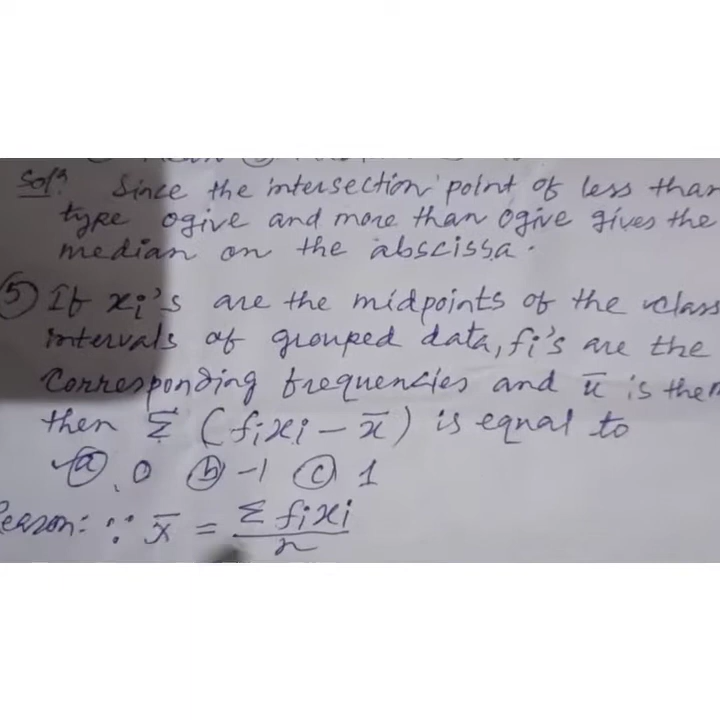 Solⁿ. Since the intersection point of less than
type ogive and more than ogive gives the
median on the abscissa.
5) If xi's are the midpoints of the class
intervals of grouped data, fi's are the
corresponding frequencies and x̄ is the
then Σ (fixi - x̄) is equal to
a) 0 b) -1 c) 1
Reason: ∵ x̄ = Σ fixi / n